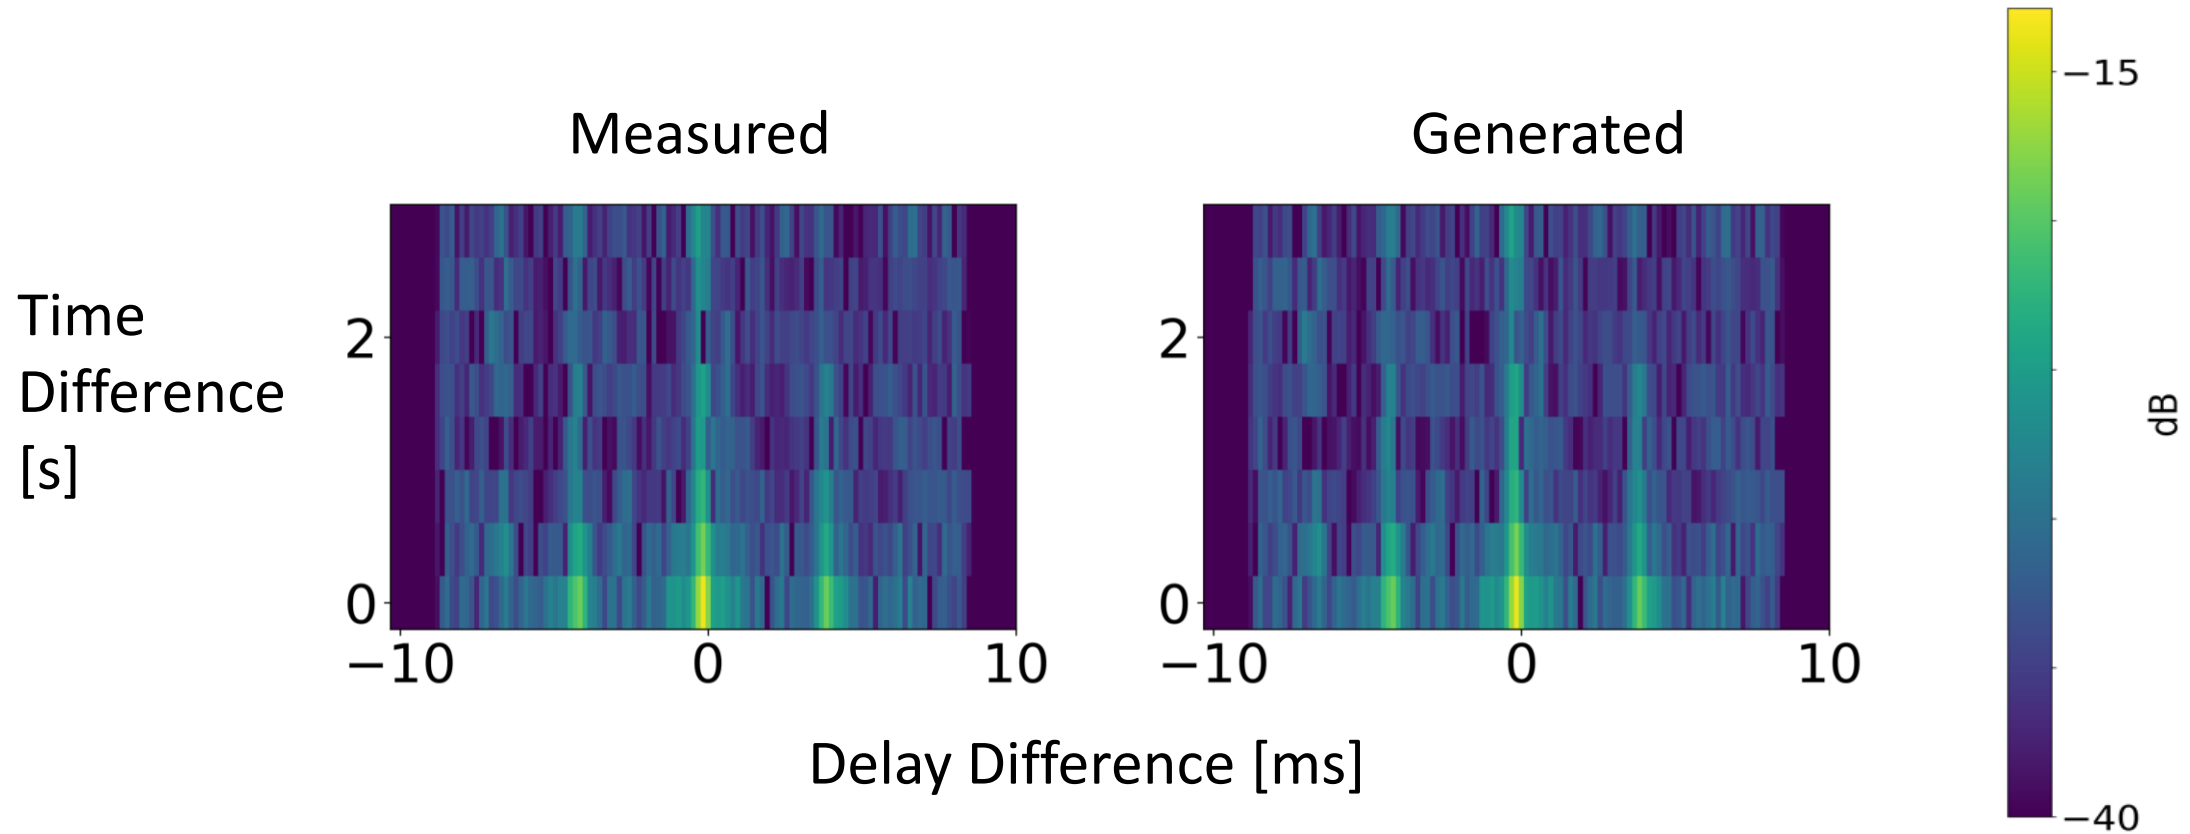 Measured
Generated
Time
Difference
[s]
2
0
−10
0
10
2
0
−10
0
10
Delay Difference [ms]
−15
dB
−40